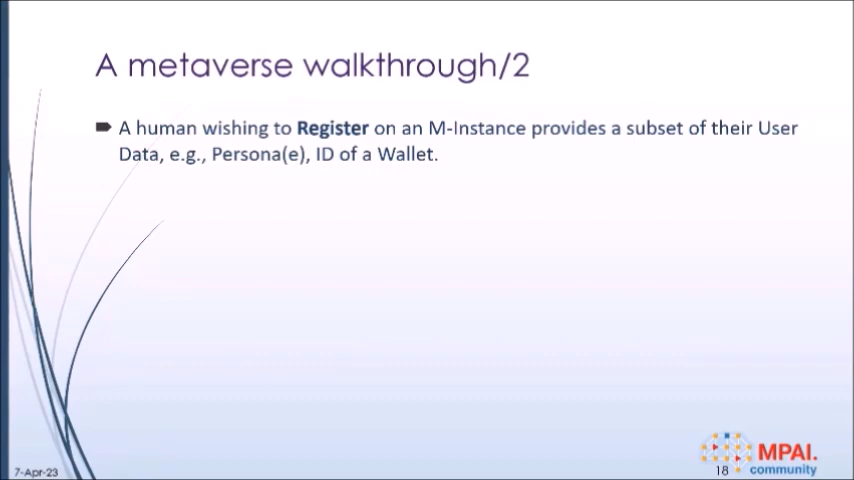 A metaverse walkthrough/2
A human wishing to Register on an M-Instance provides a subset of their User
Data, e.g., Persona(e), ID of a Wallet.
7-Apr-23
18
MPAI.
community